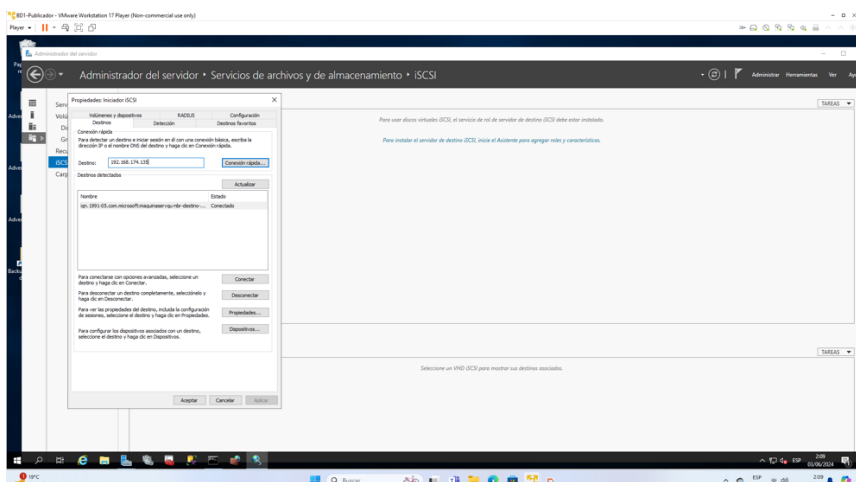 BD1-Publicador - VMware Workstation 17 Player (Non-commercial use only)
Player
Administrador del servidor
Administrador del servidor • Servicios de archivos y de almacenamiento • iSCSI
Administrar Herramientas Ver
Propiedades: Iniciador iSCSI
Volúmenes y dispositivos RADIUS Configuración
Destinos Detección Destinos favoritos
Conexión rápida
Para detectar un destino e iniciar sesión en él con una conexión básica, escriba la
dirección IP o el nombre DNS del destino y haga clic en Conexión rápida.
Destino: 192.168.174.135 Conexión rápida...
Destinos detectados
Actualizar
Nombre Estado
Conectado
Para conectarse con opciones avanzadas, seleccione un
destino y haga clic en Conectar.
Conectar
Para desconectar un destino completamente, selecciónelo y
haga clic en Desconectar.
Desconectar
Para ver las propiedades del destino, incluida la configuración
de sesiones, seleccione el destino y haga clic en Propiedades.
Propiedades...
Para configurar los dispositivos asociados con un destino,
seleccione el destino y haga clic en Dispositivos.
Dispositivos...
Aceptar Cancelar Aplicar
TAREAS
Para usar discos virtuales iSCSI, el servicio de rol de servidor de destino iSCSI debe estar instalado.
Para instalar el servidor de destino iSCSI, inicie el Asistente para agregar roles y características.
TAREAS
Seleccione un VHD iSCSI para mostrar sus destinos asociados.
ESP
2:09
03/06/2024
19°C
Buscar
ESP
2:09